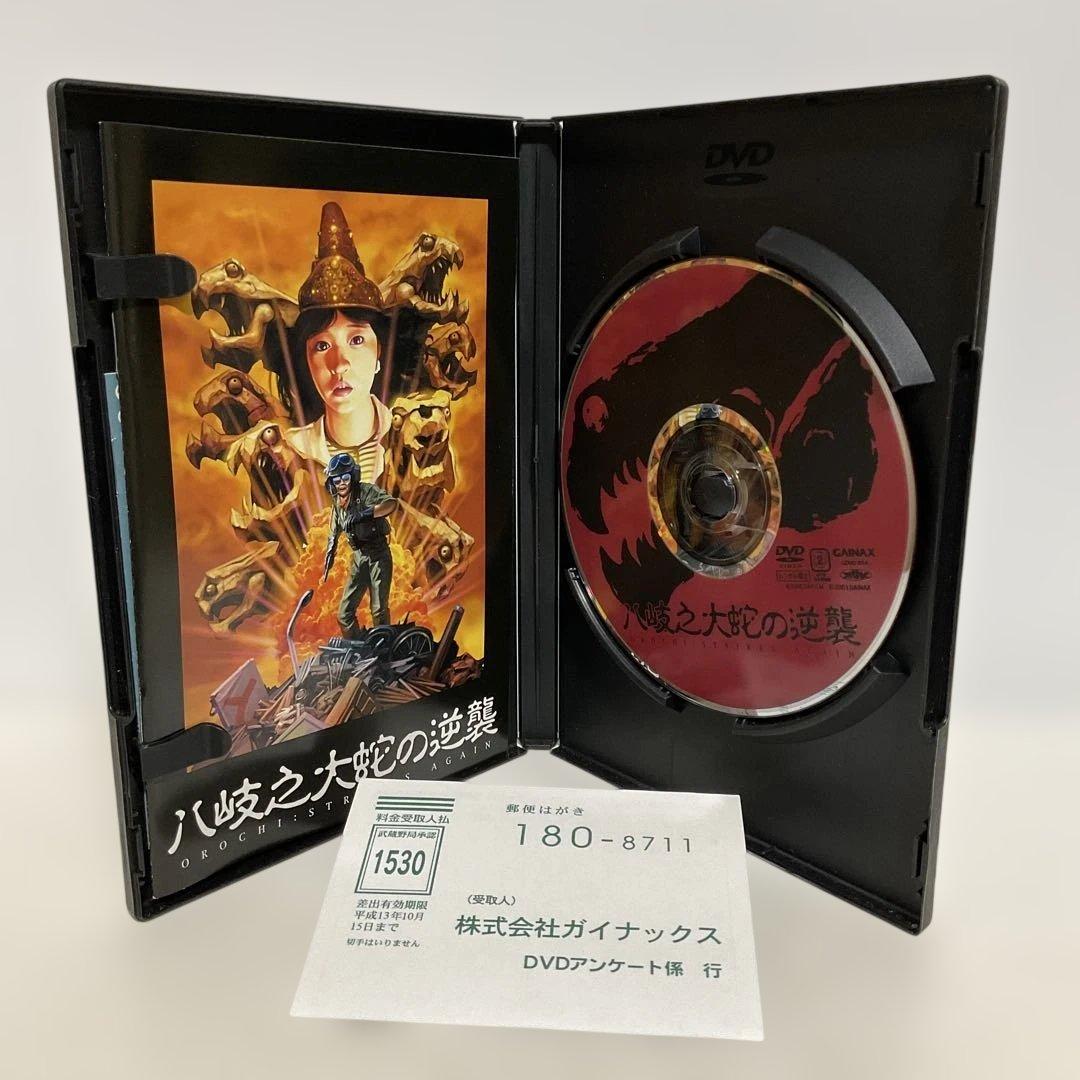 八岐之大蛇の逆襲
OROCHI:STRIKES AGAIN
DVD
DVD
VIDEO
2
GAINAX
八岐之大蛇の逆襲
OROCHI:STRIKES AGAIN
料金受取人払
武蔵野局承認
1530
差出有効期限
平成13年10月
15日まで
切手はいりません
郵便はがき
180-8711
(受取人)
株式会社ガイナックス
DVDアンケート係 行